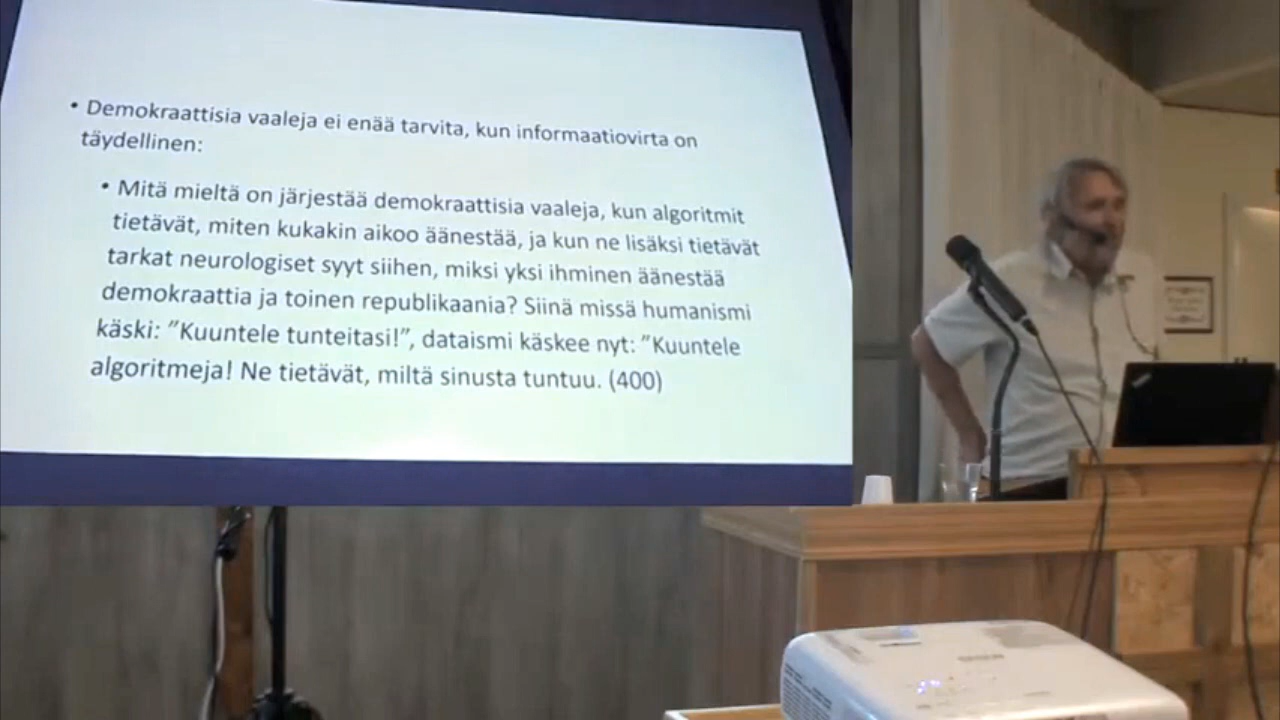 • Demokraattisia vaaleja ei enää tarvita, kun informaatiovirta on
täydellinen:
• Mitä mieltä on järjestää demokraattisia vaaleja, kun algoritmit
tietävät, miten kukakin aikoo äänestää, ja kun ne lisäksi tietävät
tarkat neurologiset syyt siihen, miksi yksi ihminen äänestää
demokraattia ja toinen republikaania? Siinä missä humanismi
käski: ”Kuuntele tunteitasi!”, dataismi käskee nyt: ”Kuuntele
algoritmeja! Ne tietävät, miltä sinusta tuntuu. (400)